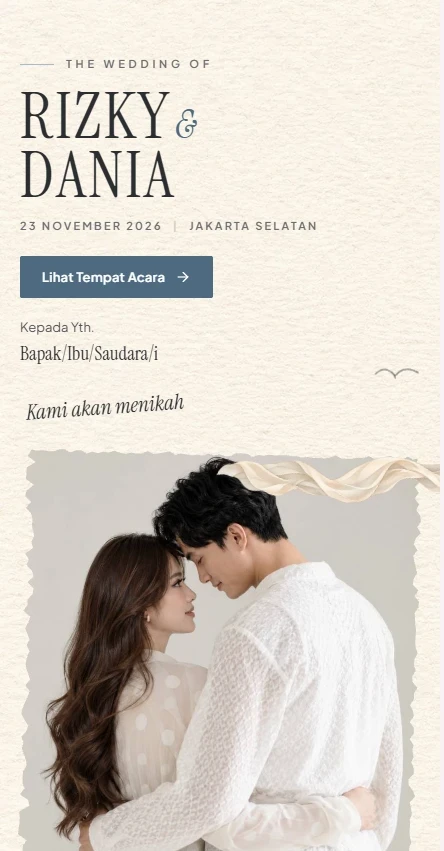 THE WEDDING OF
RIZKY &
DANIA
23 NOVEMBER 2026 | JAKARTA SELATAN
Lihat Tempat Acara →
Kepada Yth.
Bapak/Ibu/Saudara/i
Kami akan menikah